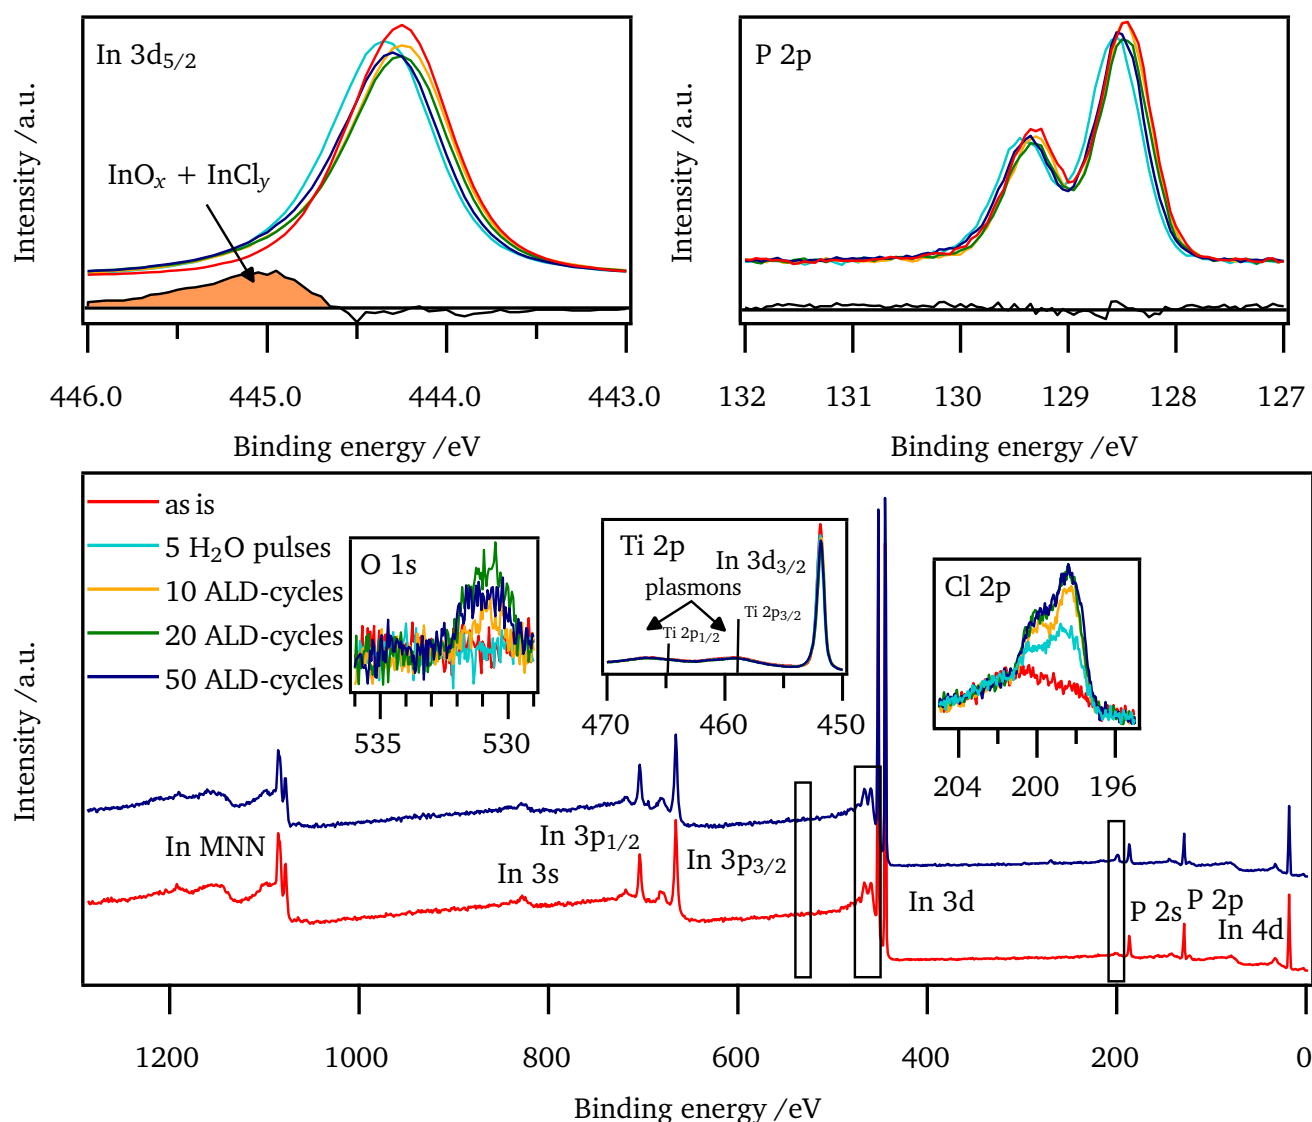 In 3d5/2
InOx + InCly
Intensity /a.u.
446.0 445.0 444.0 443.0
Binding energy /eV
P 2p
Intensity /a.u.
132 131 130 129 128 127
Binding energy /eV
as is
5 H2O pulses
10 ALD-cycles
20 ALD-cycles
50 ALD-cycles
O 1s
535 530
Ti 2p
In 3d3/2
plasmons
Ti 2p3/2
Ti 2p1/2
470 460 450
Cl 2p
204 200 196
Intensity /a.u.
In MNN
In 3s
In 3p1/2
In 3p3/2
In 3d
P 2s
P 2p
In 4d
1200 1000 800 600 400 200 0
Binding energy /eV